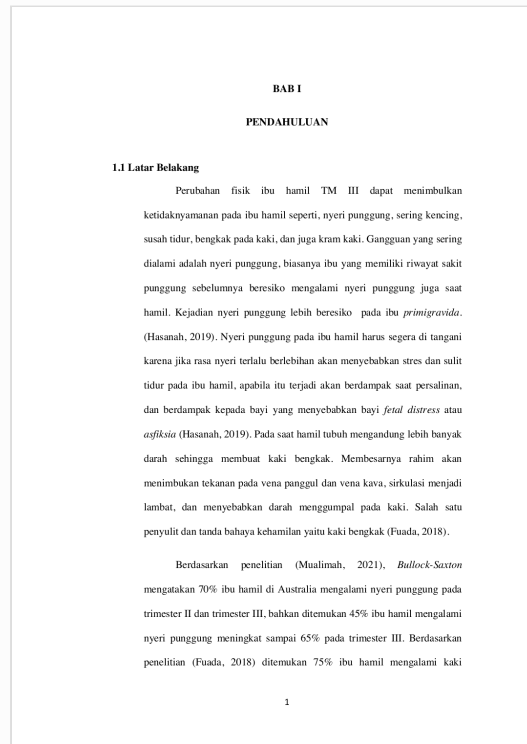 BAB I
PENDAHULUAN
1.1 Latar Belakang
Perubahan fisik ibu hamil TM III dapat menimbulkan
ketidaknyamanan pada ibu hamil seperti, nyeri punggung, sering kencing,
susah tidur, bengkak pada kaki, dan juga kram kaki. Gangguan yang sering
dialami adalah nyeri punggung, biasanya ibu yang memiliki riwayat sakit
punggung sebelumnya beresiko mengalami nyeri punggung juga saat
hamil. Kejadian nyeri punggung lebih beresiko pada ibu primigravida.
(Hasanah, 2019). Nyeri punggung pada ibu hamil harus segera di tangani
karena jika rasa nyeri terlalu berlebihan akan menyebabkan stres dan sulit
tidur pada ibu hamil, apabila itu terjadi akan berdampak saat persalinan,
dan berdampak kepada bayi yang menyebabkan bayi fetal distress atau
asfiksia (Hasanah, 2019). Pada saat hamil tubuh mengandung lebih banyak
darah sehingga membuat kaki bengkak. Membesarnya rahim akan
menimbukan tekanan pada vena panggul dan vena kava, sirkulasi menjadi
lambat, dan menyebabkan darah menggumpal pada kaki. Salah satu
penyulit dan tanda bahaya kehamilan yaitu kaki bengkak (Fuada, 2018).
Berdasarkan penelitian (Mualimah, 2021), Bullock-Saxton
mengatakan 70% ibu hamil di Australia mengalami nyeri punggung pada
trimester II dan trimester III, bahkan ditemukan 45% ibu hamil mengalami
nyeri punggung meningkat sampai 65% pada trimester III. Berdasarkan
penelitian (Fuada, 2018) ditemukan 75% ibu hamil mengalami kaki
1